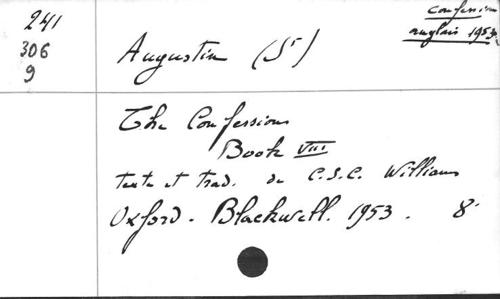 241
306
9
Confession
anglais 1953.
Augustin (St)
The Confessions
Book VIII
texte et trad. de C.S.C. Williams
Oxford. Blackwell. 1953. 8°